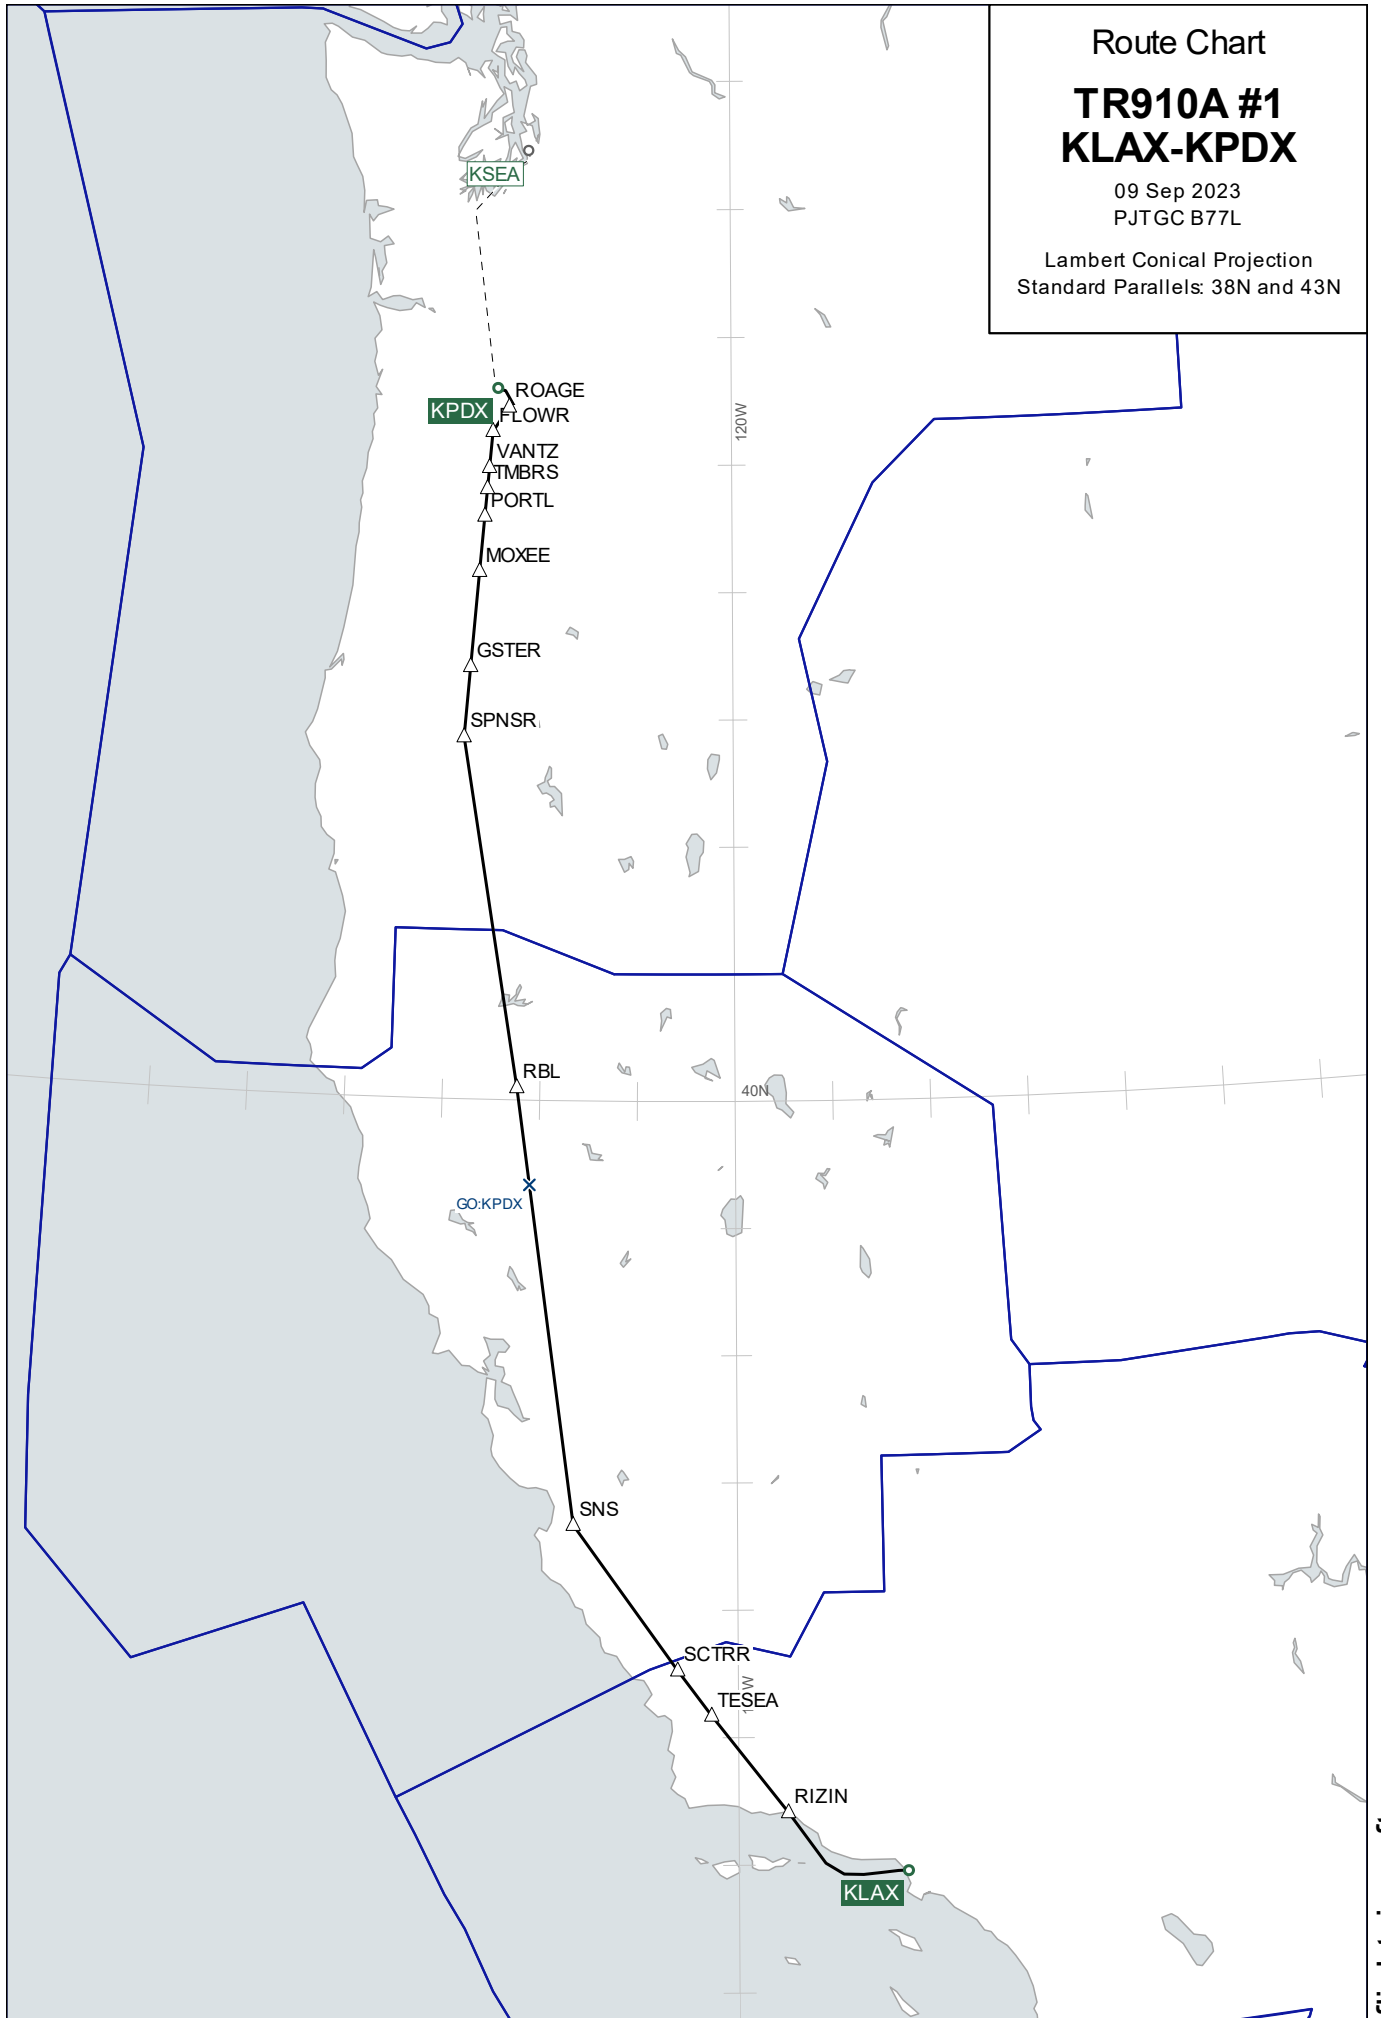 Route Chart
TR910A #1
KLAX-KPDX
09 Sep 2023
PJTGC B77L
Lambert Conical Projection
Standard Parallels: 38N and 43N
KSEA
ROAGE
KPDX
FLOWR
120W
VANTZ
TMBRS
PORTL
MOXEE
GSTER
SPNSR
RBL
40N
GO:KPDX
SNS
SCTRR
TESEA
RIZIN
KLAX